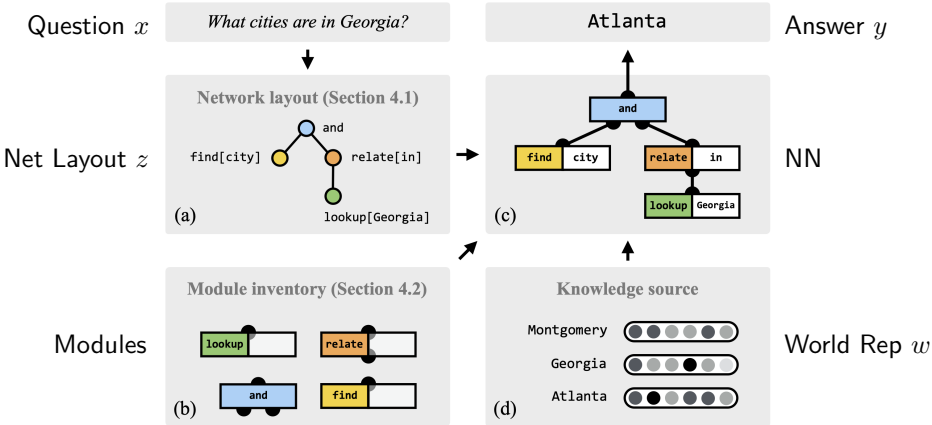 Question x
What cities are in Georgia?
Atlanta
Answer y
Net Layout z
Network layout (Section 4.1)
and
find[city]
relate[in]
lookup[Georgia]
(a)
and
find city
relate in
lookup Georgia
(c)
NN
Modules
Module inventory (Section 4.2)
lookup
relate
and
find
(b)
Knowledge source
Montgomery
Georgia
Atlanta
(d)
World Rep w